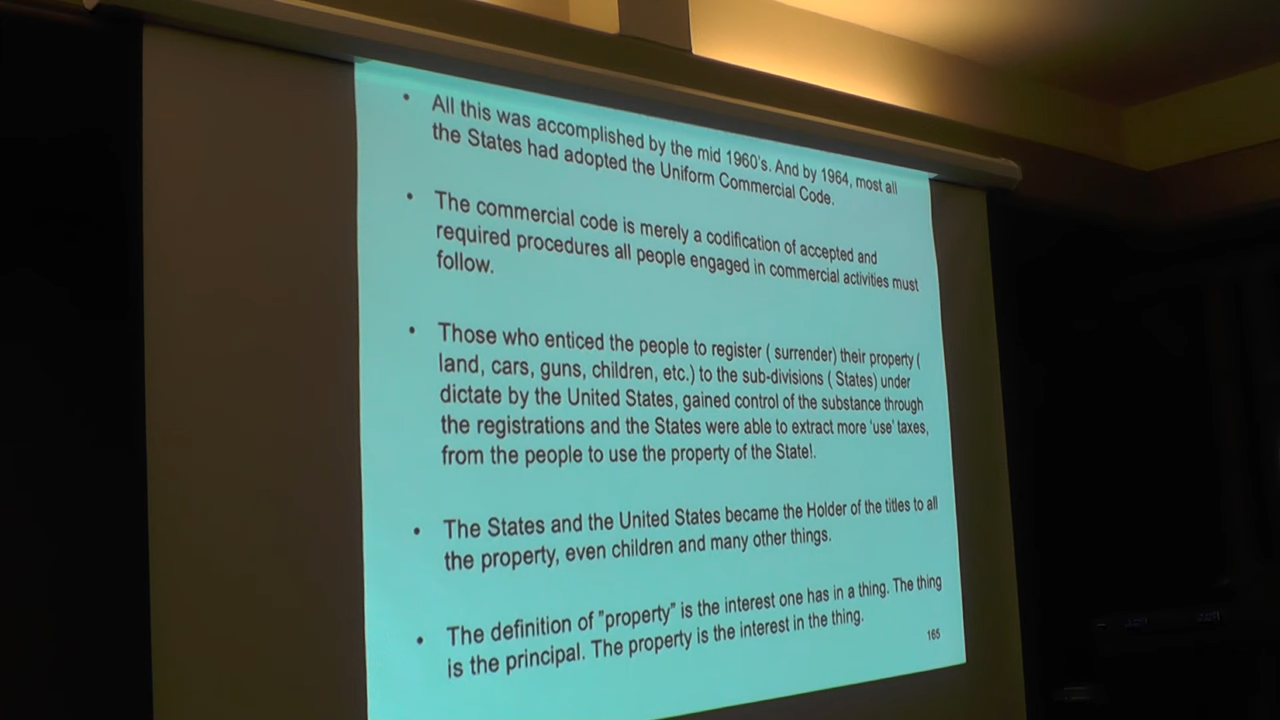 • All this was accomplished by the mid 1960's. And by 1964, most all
the States had adopted the Uniform Commercial Code.
• The commercial code is merely a codification of accepted and
required procedures all people engaged in commercial activities must
follow.
• Those who enticed the people to register ( surrender) their property (
land, cars, guns, children, etc.) to the sub-divisions ( States) under
dictate by the United States, gained control of the substance through
the registrations and the States were able to extract more 'use' taxes,
from the people to use the property of the State!.
• The States and the United States became the Holder of the titles to all
the property, even children and many other things.
• The definition of "property" is the interest one has in a thing. The thing
is the principal. The property is the interest in the thing.
165